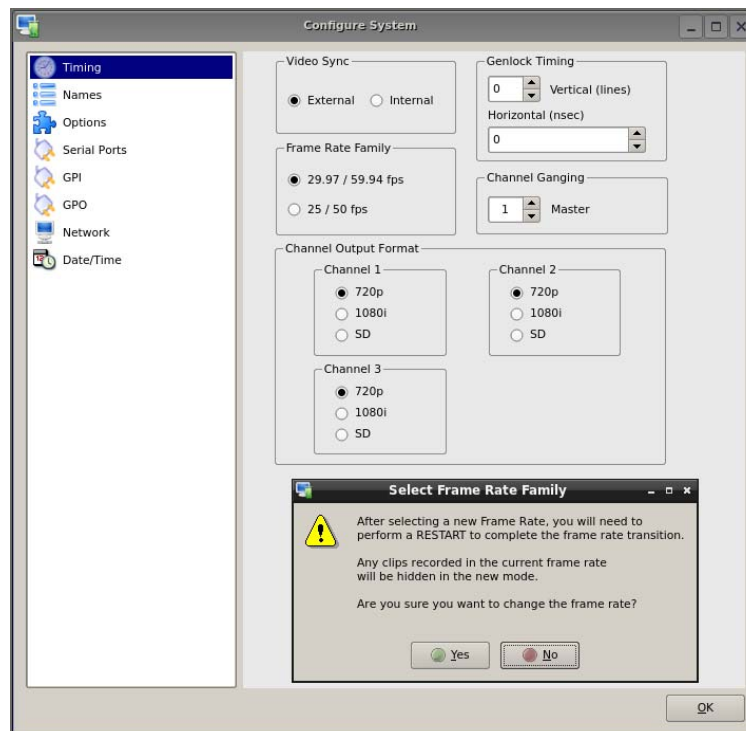 Configure System
Timing
Names
Options
Serial Ports
GPI
GPO
Network
Date/Time
Video Sync
External
Internal
Genlock Timing
0
Vertical (lines)
Horizontal (nsec)
0
Frame Rate Family
29.97 / 59.94 fps
25 / 50 fps
Channel Ganging
1
Master
Channel Output Format
Channel 1
720p
1080i
SD
Channel 2
720p
1080i
SD
Channel 3
720p
1080i
SD
Select Frame Rate Family
After selecting a new Frame Rate, you will need to
perform a RESTART to complete the frame rate transition.
Any clips recorded in the current frame rate
will be hidden in the new mode.
Are you sure you want to change the frame rate?
Yes
No
OK